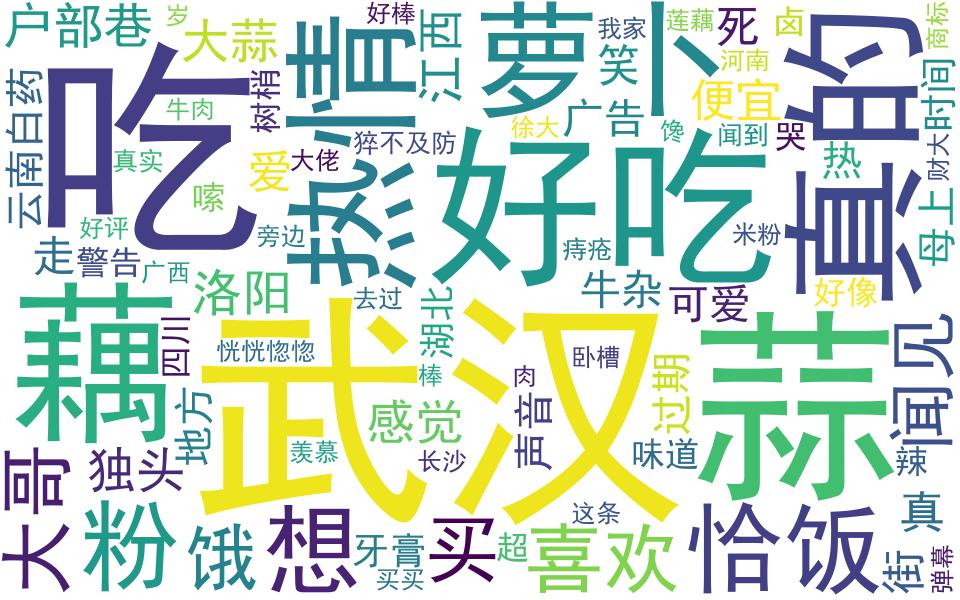 户部巷
岁
大蒜
好棒
热情
江西
萝卜
我家
莲藕
笑
死
卤
真的
商标
河南
云南白药
吃
牛肉
树梢
便宜
广告
时间
徐大
猝不及防
馋
闻到
哭
真实
大佬
爱
好吃
热
财大
嗦
好评
旁边
痔疮
米粉
母上
走
警告
广西
洛阳
去过
牛杂
可爱
好像
藕
四川
武汉
湖北
恍恍惚惚
卧槽
蒜
闻见
棒
肉
过期
地方
感觉
声音
羡慕
长沙
味道
辣
大哥
独头
粉
饿
想
牙膏
买买
买
超
这条
喜欢
恰饭
真
街
弹幕